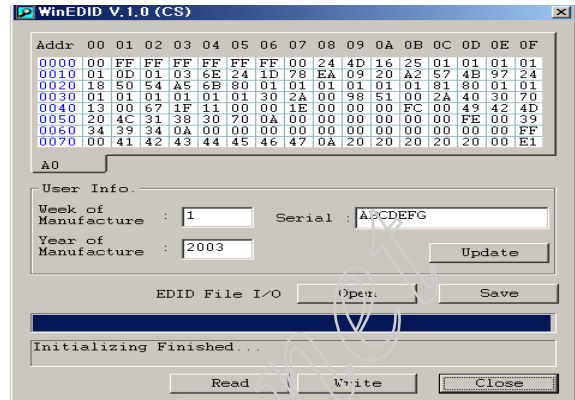 WinEDID V.1.0 (CS)
Addr 00 01 02 03 04 05 06 07 08 09 0A 0B 0C 0D 0E 0F
0000 00 FF FF FF FF FF FF 00 24 4D 16 25 01 01 01 01
0010 01 0D 01 03 6E 24 1D 78 EA 09 20 A2 57 4B 97 24
0020 18 50 54 A5 6B 80 01 01 01 01 01 01 81 80 01 01
0030 01 01 01 01 01 01 30 2A 00 98 51 00 2A 40 30 70
0040 13 00 67 1F 11 00 00 1E 00 00 00 FC 00 49 42 4D
0050 20 4C 31 38 30 70 0A 00 00 00 00 00 00 FE 00 39
0060 34 39 34 0A 00 00 00 00 00 00 00 00 00 00 00 FF
0070 00 41 42 43 44 45 46 47 0A 20 20 20 20 20 00 E1
A0
User Info.
Week of Manufacture : 1 Serial : ABCDEFG
Year of Manufacture : 2003 Update
EDID File I/O Open Save
Initializing Finished...
Read Write Close